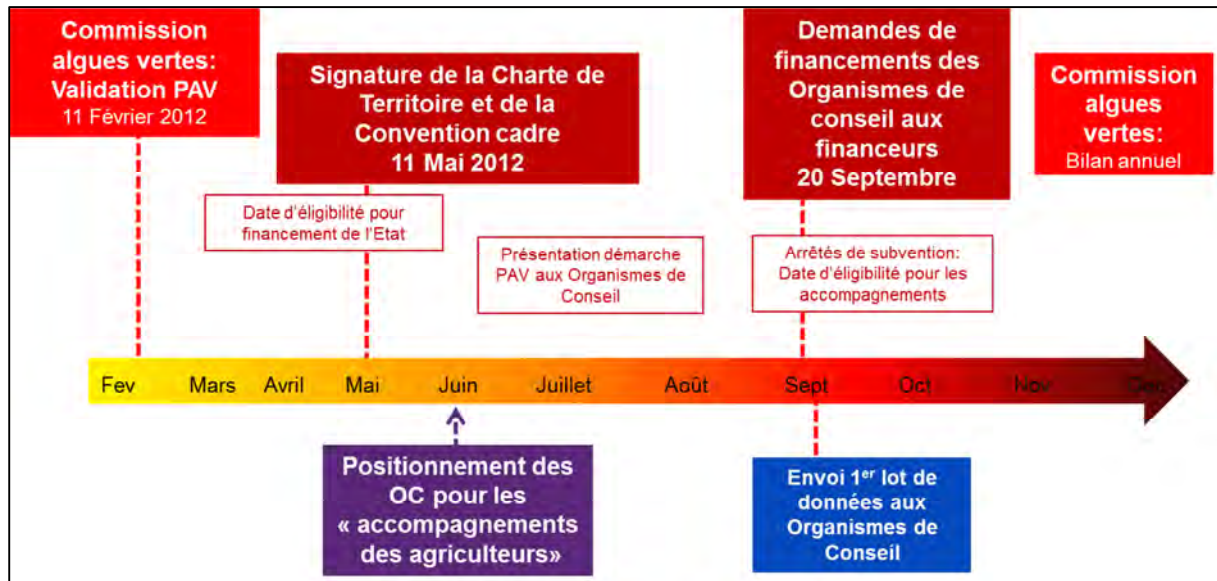 Commission
algues vertes:
Validation PAV
11 Février 2012
Signature de la Charte de
Territoire et de la
Convention cadre
11 Mai 2012
Demandes de
financements des
Organismes de
conseil aux
financeurs
20 Septembre
Commission
algues
vertes:
Bilan annuel
Date d'éligibilité pour
financement de l'Etat
Présentation démarche
PAV aux Organismes de
Conseil
Arrêtés de subvention:
Date d'éligibilité pour les
accompagnements
Fev Mars Avril Mai Juin Juillet Août Sept Oct Nov Dec
Positionnement des
OC pour les
« accompagnements
des agriculteurs»
Envoi 1er lot de
données aux
Organismes de
Conseil